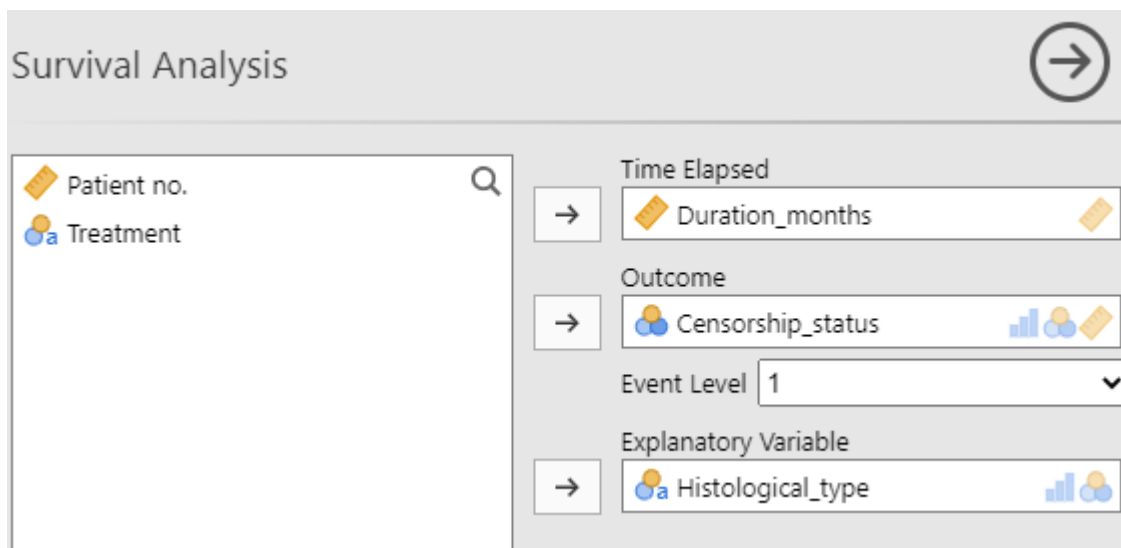 Survival Analysis
Patient no.
a Treatment
Time Elapsed
Duration_months
Outcome
Censorship_status
Event Level 1
Explanatory Variable
a Histological_type